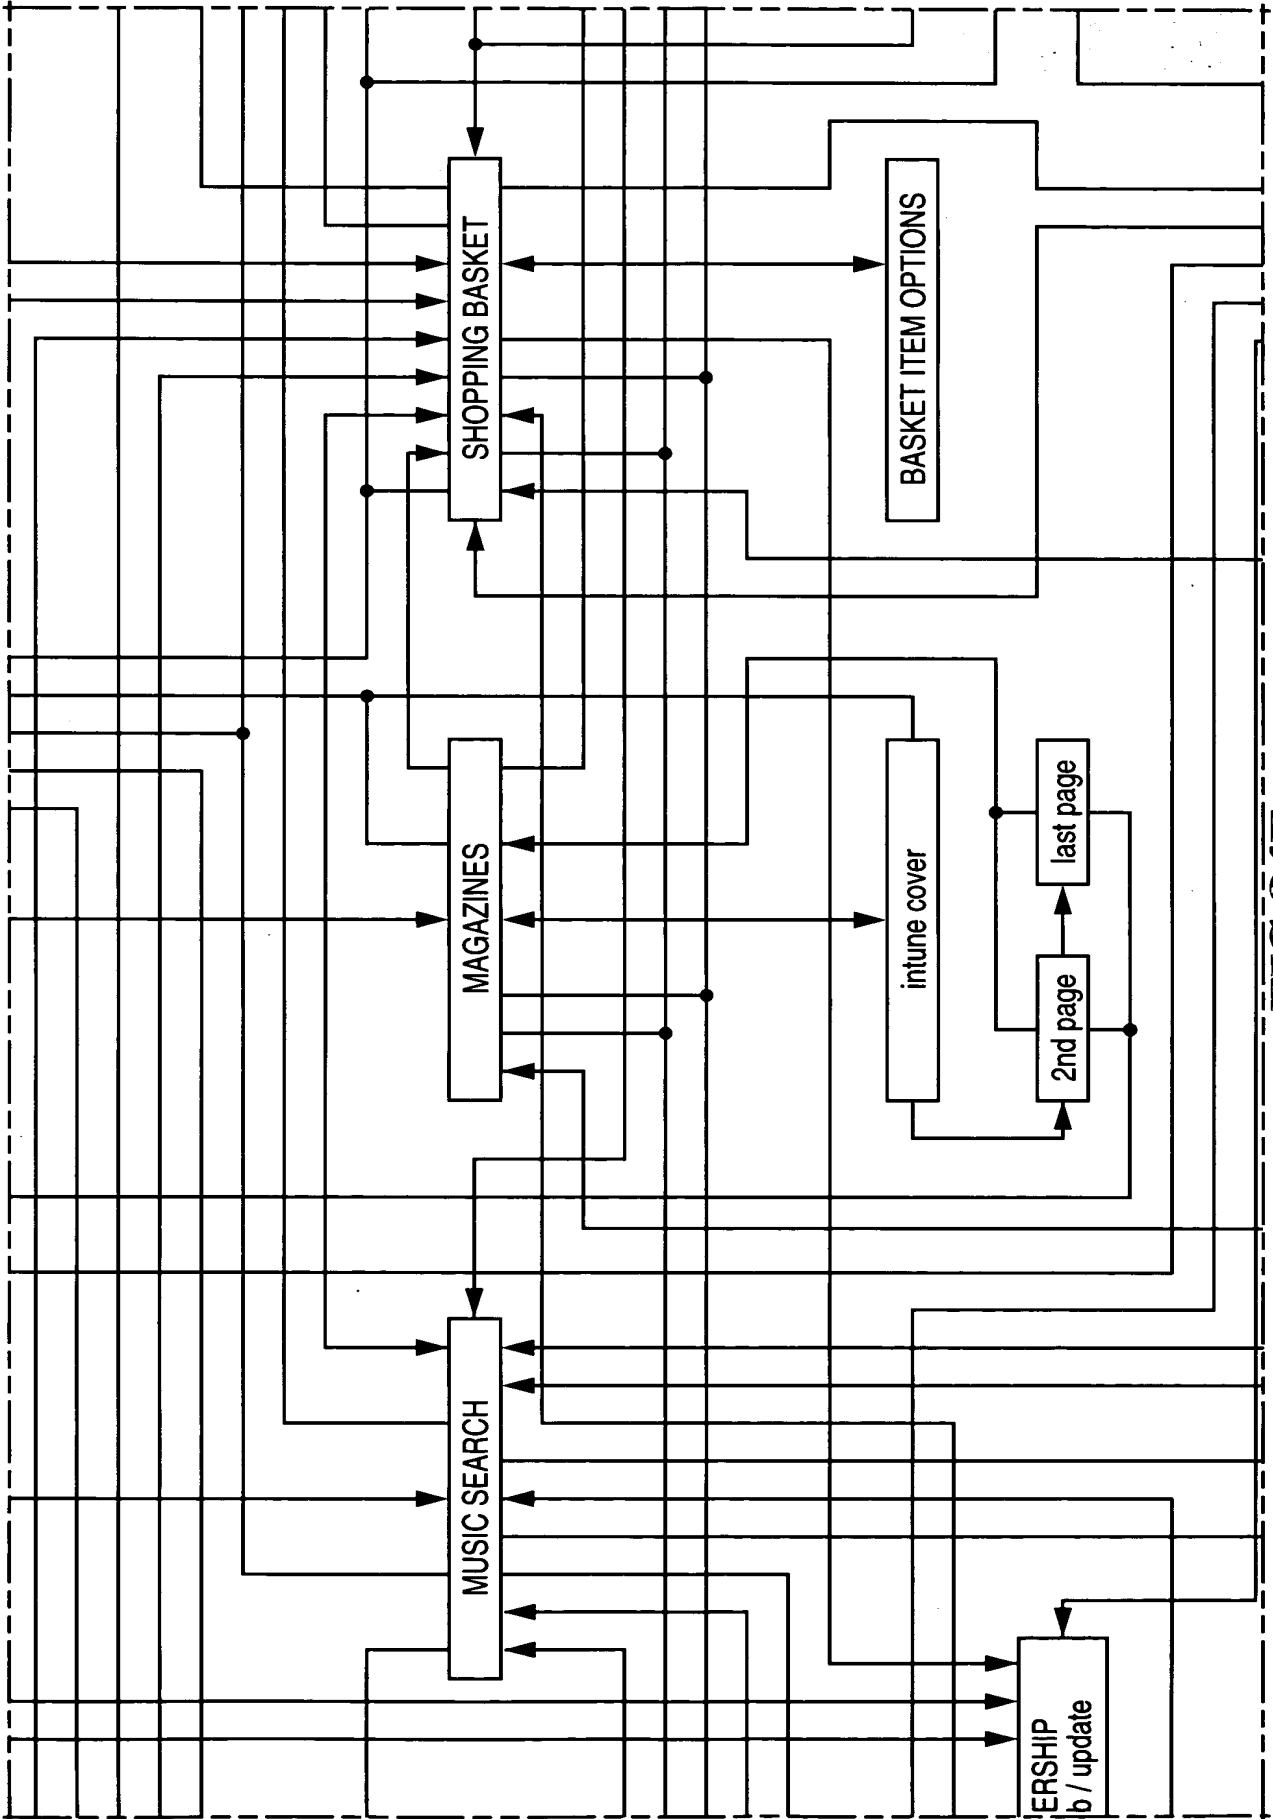 MUSIC SEARCH
MAGAZINES
SHOPPING BASKET
intune cover
BASKET ITEM OPTIONS
2nd page
last page
ERSHIP
b / update